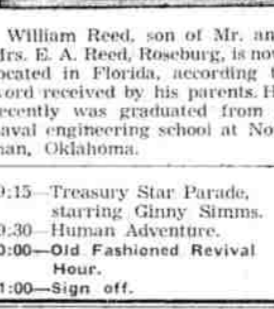 William Reed, son of Mr. an
Mrs. E. A. Reed, Roseburg, is now
located in Florida, according t
word received by his parents. H
recently was graduated from
naval engineering school at No
man, Oklahoma.
9:15—Treasury Star Parade,
starring Ginny Simms.
9:30—Human Adventure.
0:00—Old Fashioned Revival
Hour.
1:00—Sign off.